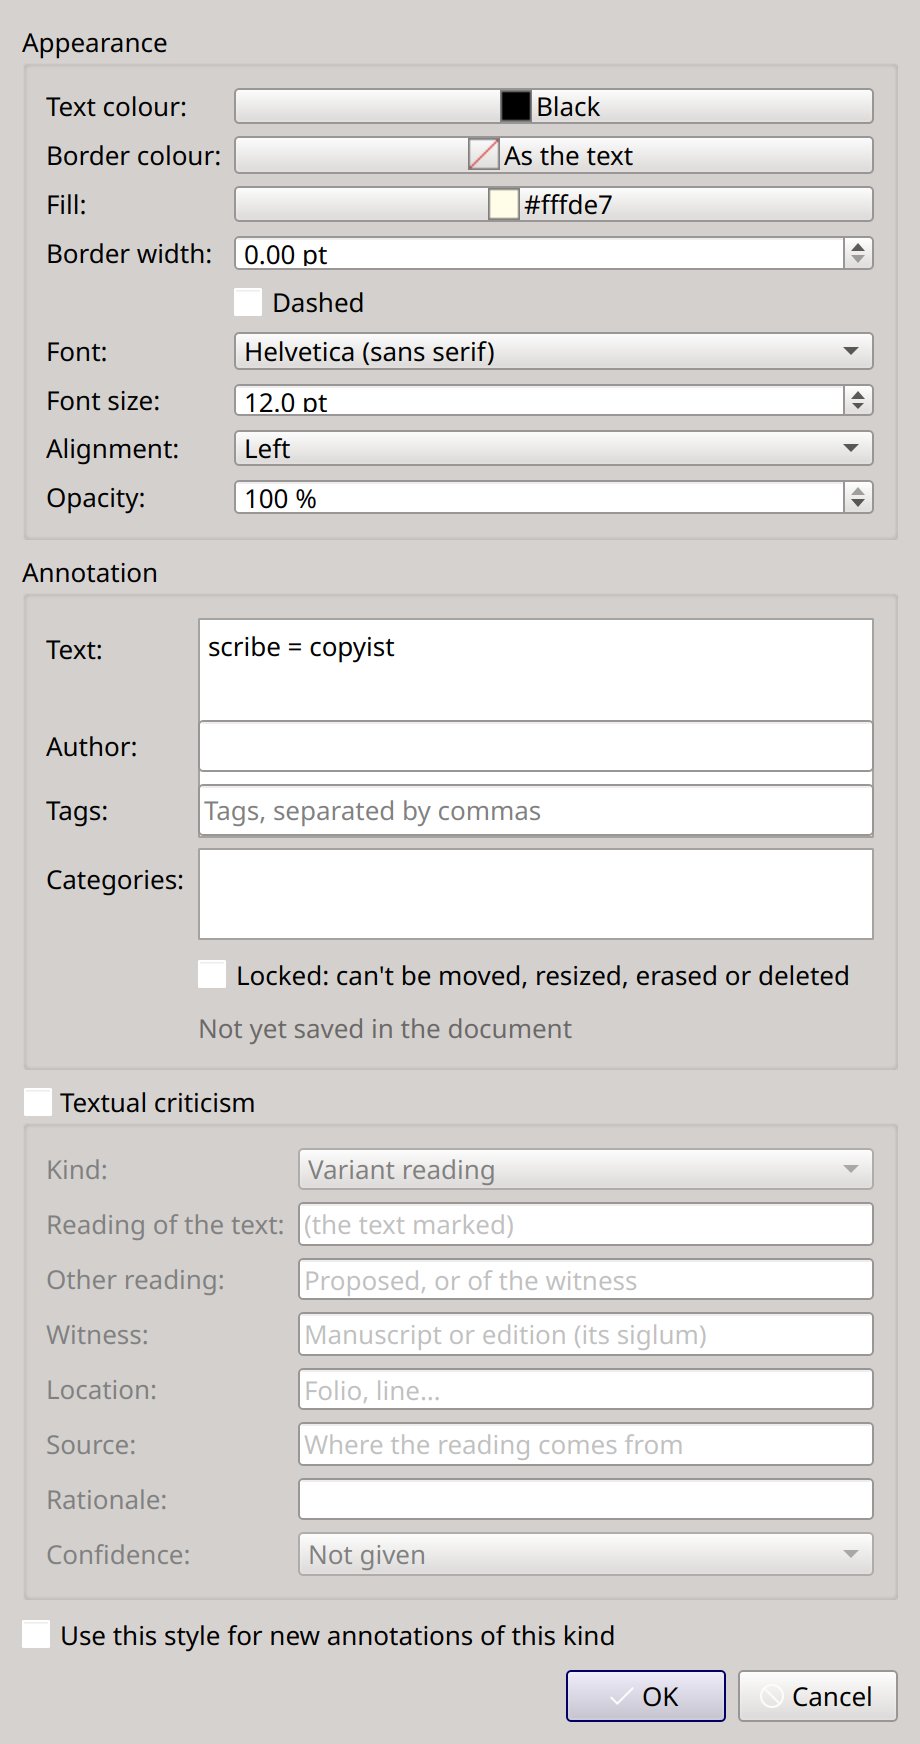 Appearance
Text colour: Black
Border colour: As the text
Fill: #fffde7
Border width: 0.00 pt
Dashed
Font: Helvetica (sans serif)
Font size: 12.0 pt
Alignment: Left
Opacity: 100 %
Annotation
Text: scribe = copyist
Author:
Tags: Tags, separated by commas
Categories:
Locked: can't be moved, resized, erased or deleted
Not yet saved in the document
Textual criticism
Kind: Variant reading
Reading of the text: (the text marked)
Other reading: Proposed, or of the witness
Witness: Manuscript or edition (its siglum)
Location: Folio, line...
Source: Where the reading comes from
Rationale:
Confidence: Not given
Use this style for new annotations of this kind
OK Cancel